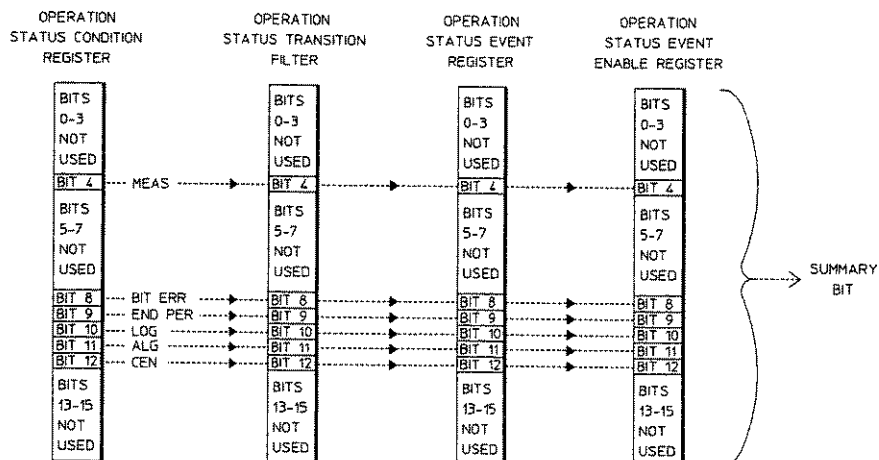 OPERATION
STATUS CONDITION
REGISTER
OPERATION
STATUS TRANSITION
FILTER
OPERATION
STATUS EVENT
REGISTER
OPERATION
STATUS EVENT
ENABLE REGISTER
BITS
0-3
NOT
USED
BIT 4
BITS
5-7
NOT
USED
BIT 8
BIT 9
BIT 10
BIT 11
BIT 12
BITS
13-15
NOT
USED
MEAS
BIT ERR
END PER
LOG
ALG
CEN
BITS
0-3
NOT
USED
BIT 4
BITS
5-7
NOT
USED
BIT 8
BIT 9
BIT 10
BIT 11
BIT 12
BITS
13-15
NOT
USED
BITS
0-3
NOT
USED
BIT 4
BITS
5-7
NOT
USED
BIT 8
BIT 9
BIT 10
BIT 11
BIT 12
BITS
13-15
NOT
USED
BITS
0-3
NOT
USED
BIT 4
BITS
5-7
NOT
USED
BIT 8
BIT 9
BIT 10
BIT 11
BIT 12
BITS
13-15
NOT
USED
SUMMARY
BIT